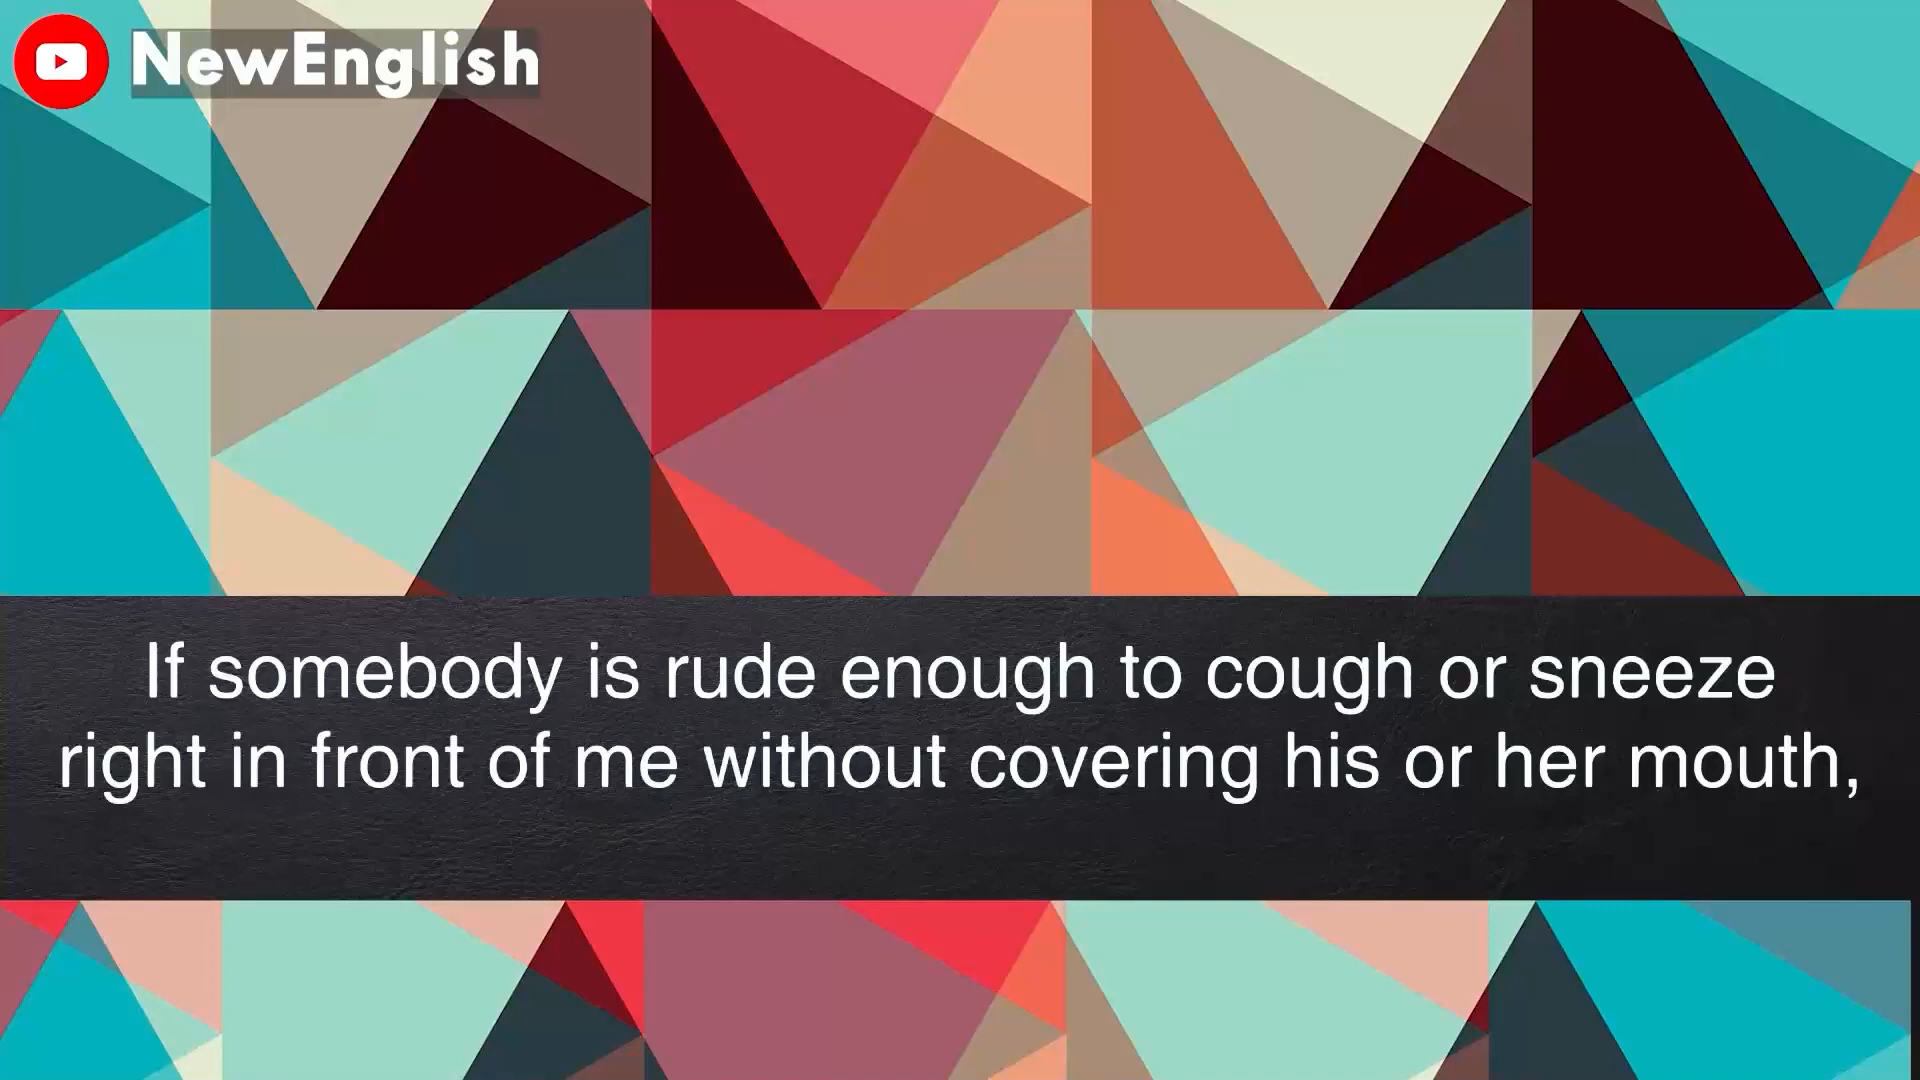 NewEnglish
If somebody is rude enough to cough or sneeze
right in front of me without covering his or her mouth,